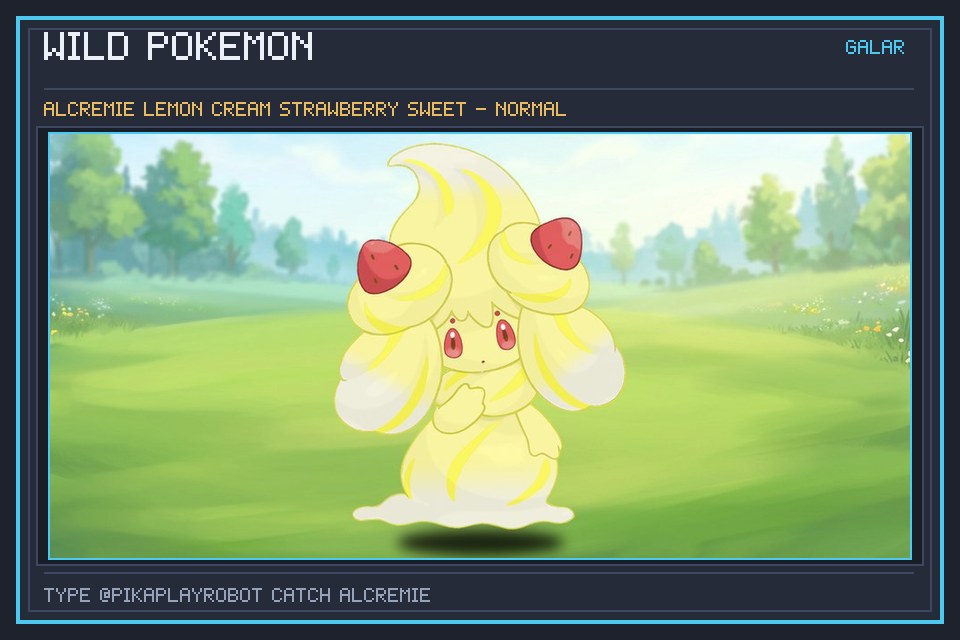 WILD POKEMON
GALAR
ALCREMIE LEMON CREAM STRAWBERRY SWEET - NORMAL
TYPE @PIKAPLAYROBOT CATCH ALCREMIE